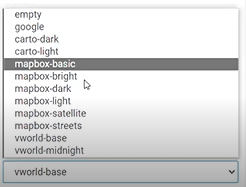 empty
google
carto-dark
carto-light
mapbox-basic
mapbox-bright
mapbox-dark
mapbox-light
mapbox-satellite
mapbox-streets
vworld-base
vworld-midnight
vworld-base